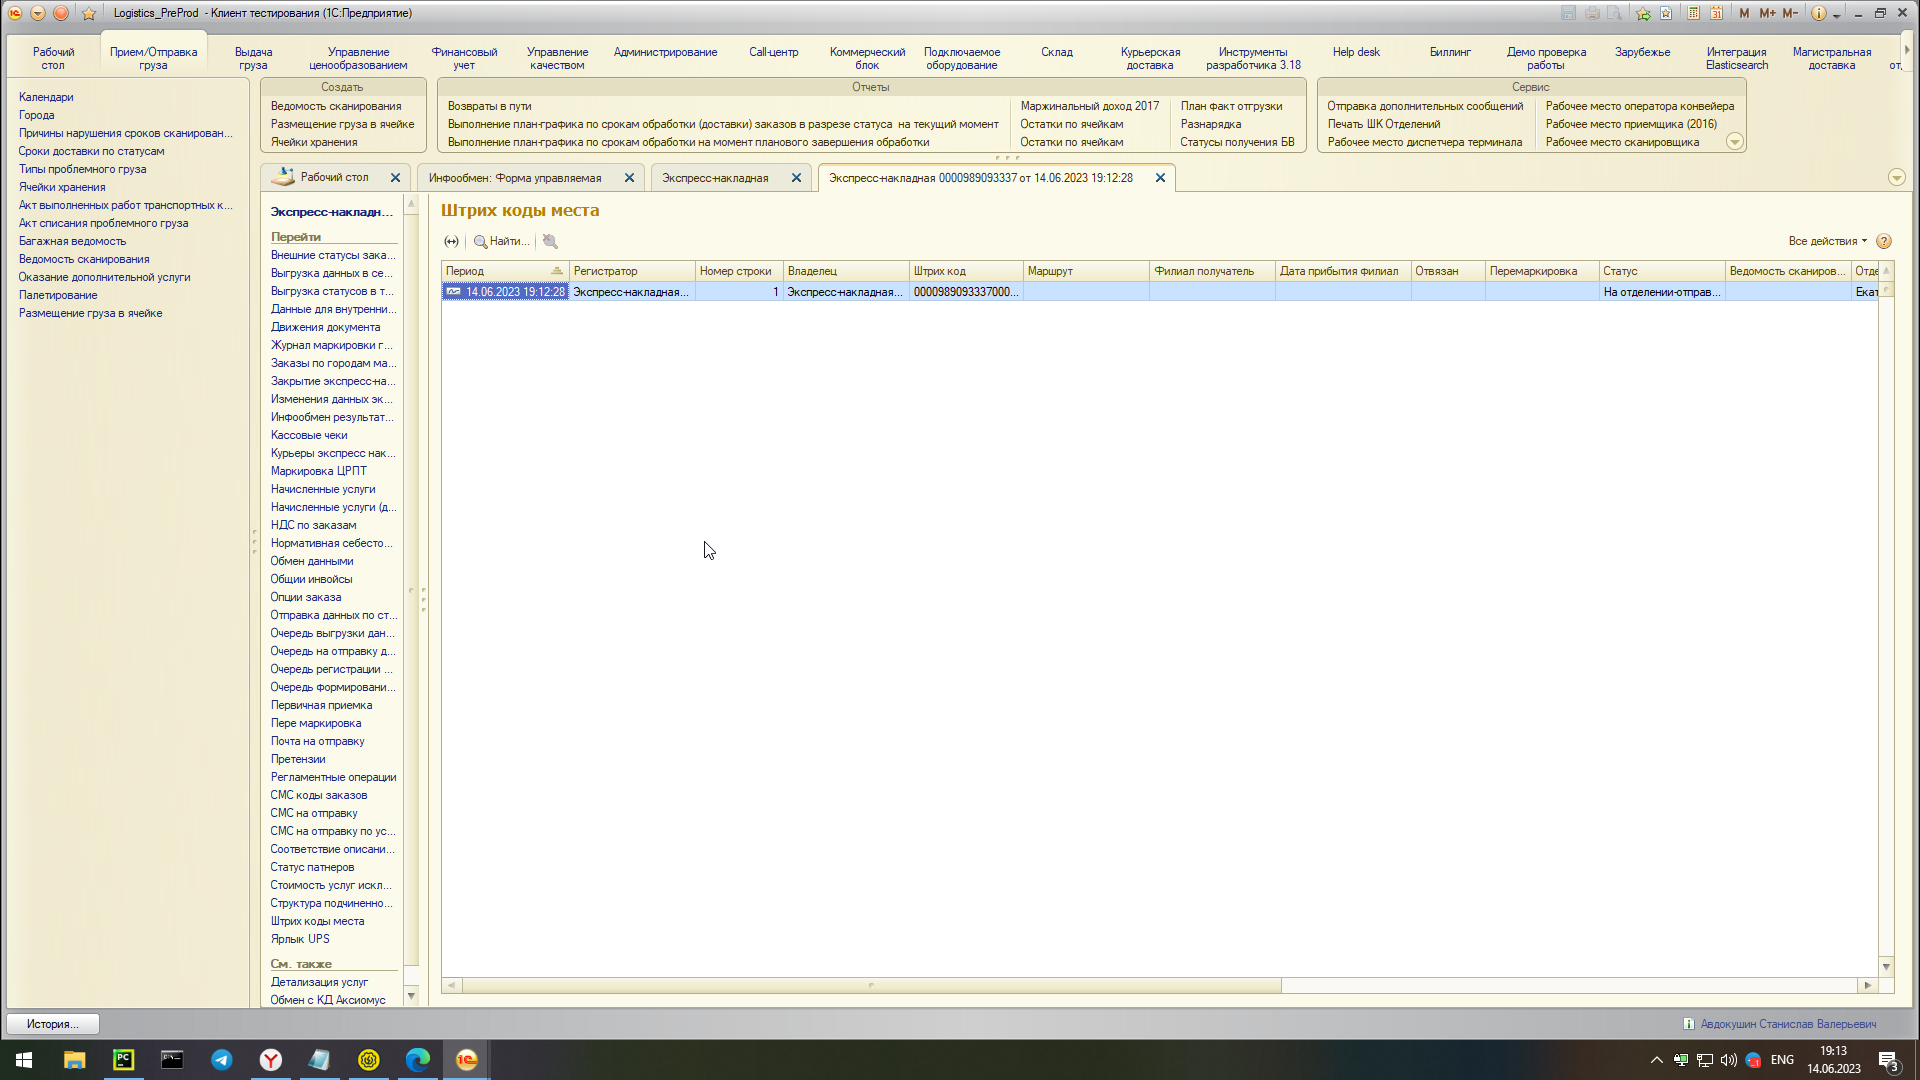 Logistics_PreProd - Клиент тестирования (1С:Предприятие)
M M+ M-
Рабочий стол
Прием/Отправка груза
Выдача груза
Управление ценообразованием
Финансовый учет
Управление качеством
Администрирование
Call-центр
Коммерческий блок
Подключаемое оборудование
Склад
Курьерская доставка
Инструменты разработчика 3.18
Help desk
Биллинг
Демо проверка работы
Зарубежье
Интеграция Elasticsearch
Магистральная доставка
Календари
Города
Причины нарушения сроков сканирован...
Сроки доставки по статусам
Типы проблемного груза
Ячейки хранения
Акт выполненных работ транспортных к...
Акт списания проблемного груза
Багажная ведомость
Ведомость сканирования
Оказание дополнительной услуги
Палетирование
Размещение груза в ячейке
Создать
Ведомость сканирования
Размещение груза в ячейке
Ячейки хранения
Отчеты
Возвраты в пути
Выполнение план-графика по срокам обработки (доставки) заказов в разрезе статуса на текущий момент
Выполнение план-графика по срокам обработки на момент планового завершения обработки
Маржинальный доход 2017
Остатки по ячейкам
Остатки по ячейкам
План факт отгрузки
Разнарядка
Статусы получения БВ
Сервис
Отправка дополнительных сообщений
Печать ШК Отделений
Рабочее место диспетчера терминала
Рабочее место оператора конвейера
Рабочее место приемщика (2016)
Рабочее место сканировщика
Рабочий стол
Инфообмен: Форма управляемая
Экспресс-накладная
Экспресс-накладная 0000989093337 от 14.06.2023 19:12:28
Экспресс-накладн...
Перейти
Внешние статусы зака...
Выгрузка данных в се...
Выгрузка статусов в т...
Данные для внутренни...
Движения документа
Журнал маркировки г...
Заказы по городам ма...
Закрытие экспресс-на...
Изменения данных эк...
Инфообмен результат...
Кассовые чеки
Курьеры экспресс нак...
Маркировка ЦРПТ
Начисленные услуги
Начисленные услуги (д...
НДС по заказам
Нормативная себесто...
Обмен данными
Общии инвойсы
Опции заказа
Отправка данных по ст...
Очередь выгрузки дан...
Очередь на отправку д...
Очередь регистрации ...
Очередь формировани...
Первичная приемка
Пере маркировка
Почта на отправку
Претензии
Регламентные операции
СМС коды заказов
СМС на отправку
СМС на отправку по ус...
Соответствие описани...
Статус патнеров
Стоимость услуг искл...
Структура подчиненно...
Штрих коды места
Ярлык UPS
См. также
Детализация услуг
Обмен с КД Аксиомус
Штрих коды места
Найти...
Все действия
Период Регистратор Номер строки Владелец Штрих код Маршрут Филиал получатель Дата прибытия филиал Отвязан Перемаркировка Статус Ведомость сканиров... Отде
14.06.2023 19:12:28 Экспресс-накладная... 1 Экспресс-накладная... 0000989093337000... На отделении-отправ... Екат
История...
Авдокушин Станислав Валерьевич
ENG
19:13
14.06.2023
3